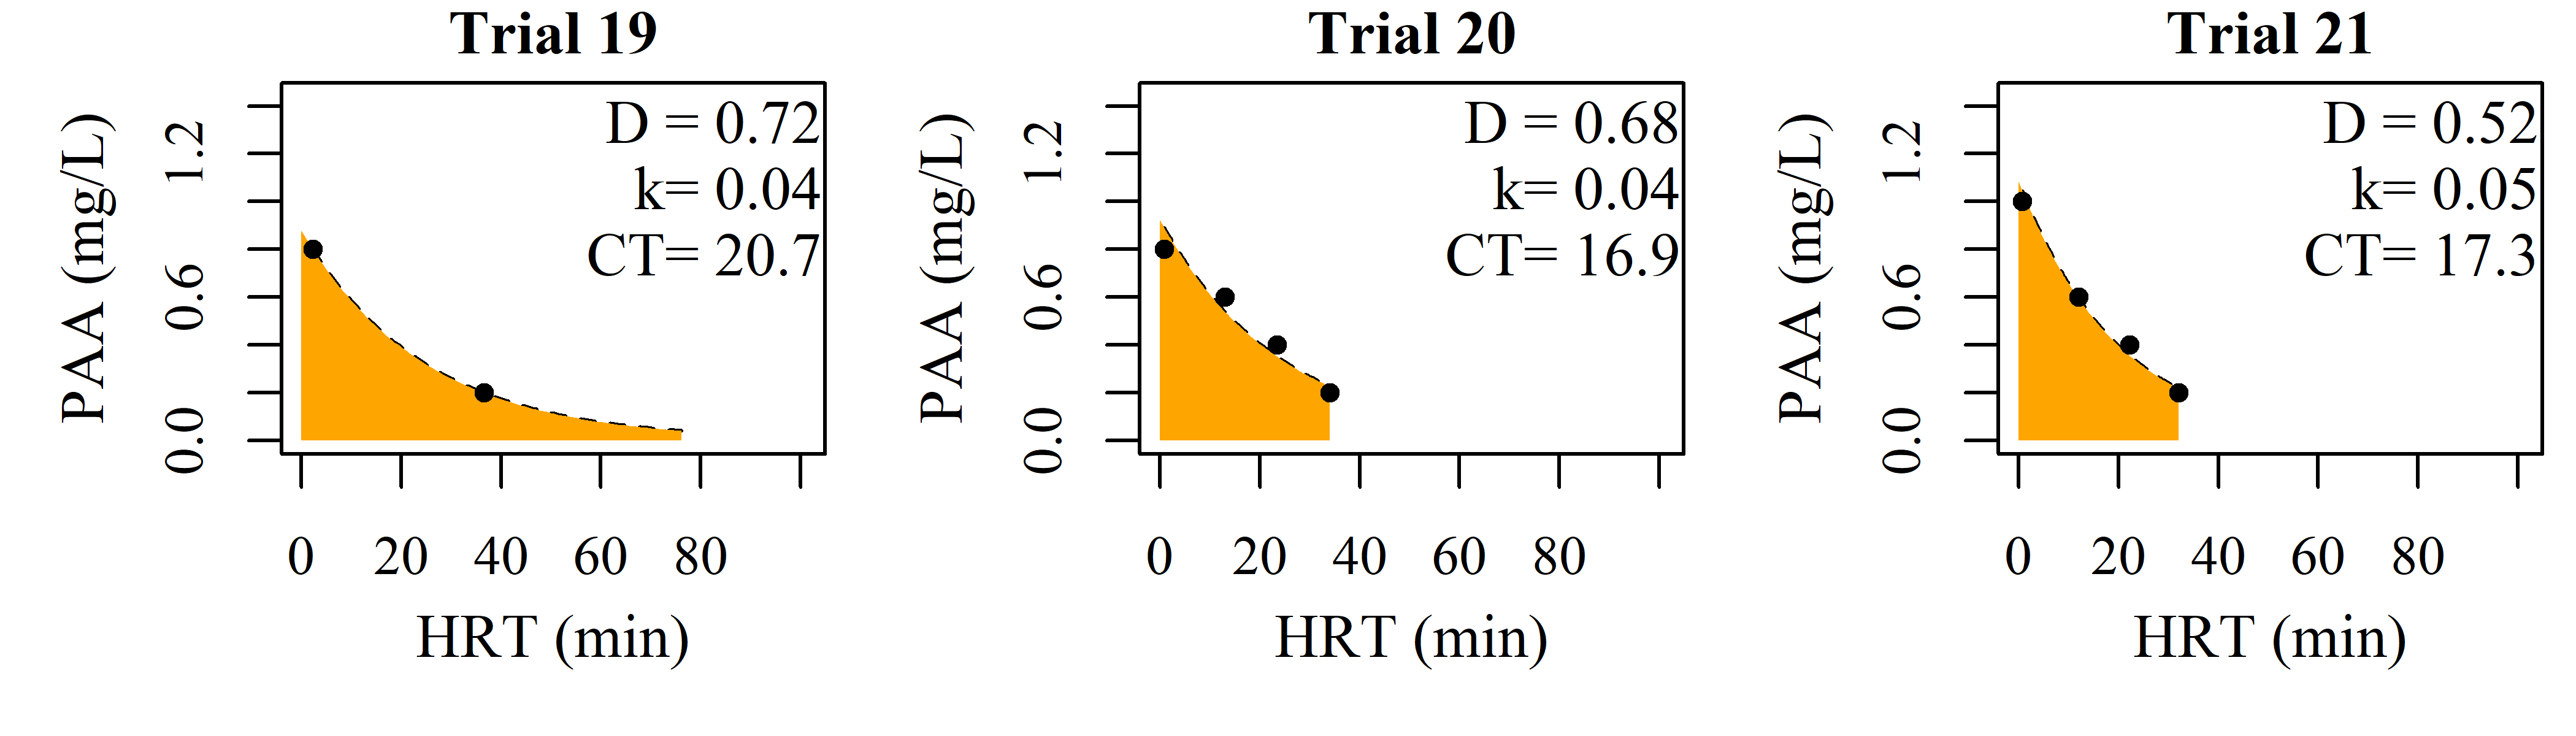 Trial 19
D = 0.72
k= 0.04
CT= 20.7
PAA (mg/L)
1.2
0.6
0.0
0 20 40 60 80
HRT (min)
Trial 20
D = 0.68
k= 0.04
CT= 16.9
PAA (mg/L)
1.2
0.6
0.0
0 20 40 60 80
HRT (min)
Trial 21
D = 0.52
k= 0.05
CT= 17.3
PAA (mg/L)
1.2
0.6
0.0
0 20 40 60 80
HRT (min)